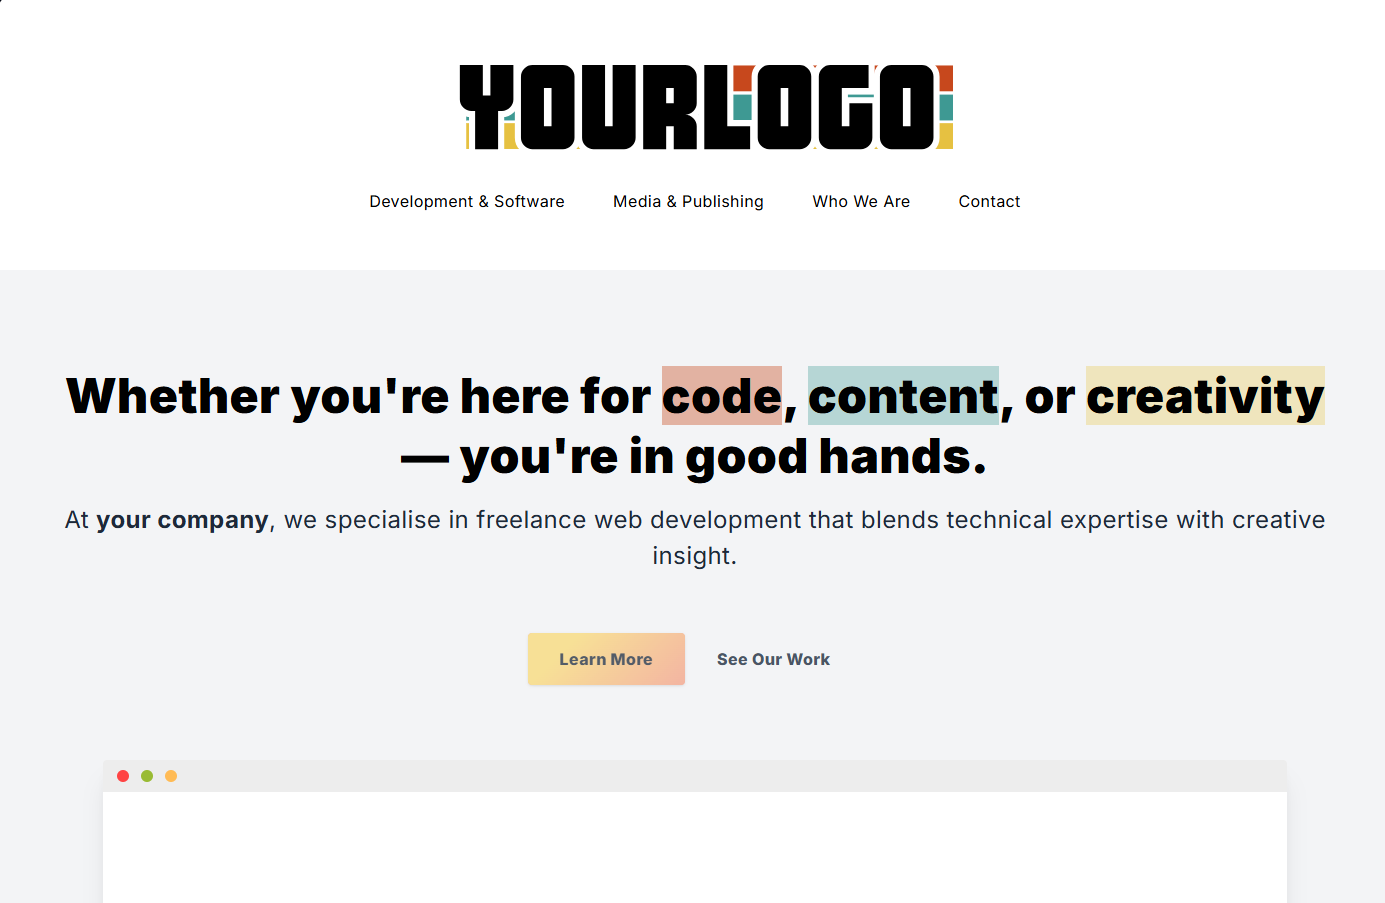 YOURLOGO
Development & Software Media & Publishing Who We Are Contact
Whether you're here for code, content, or creativity
— you're in good hands.
At your company, we specialise in freelance web development that blends technical expertise with creative
insight.
Learn More See Our Work